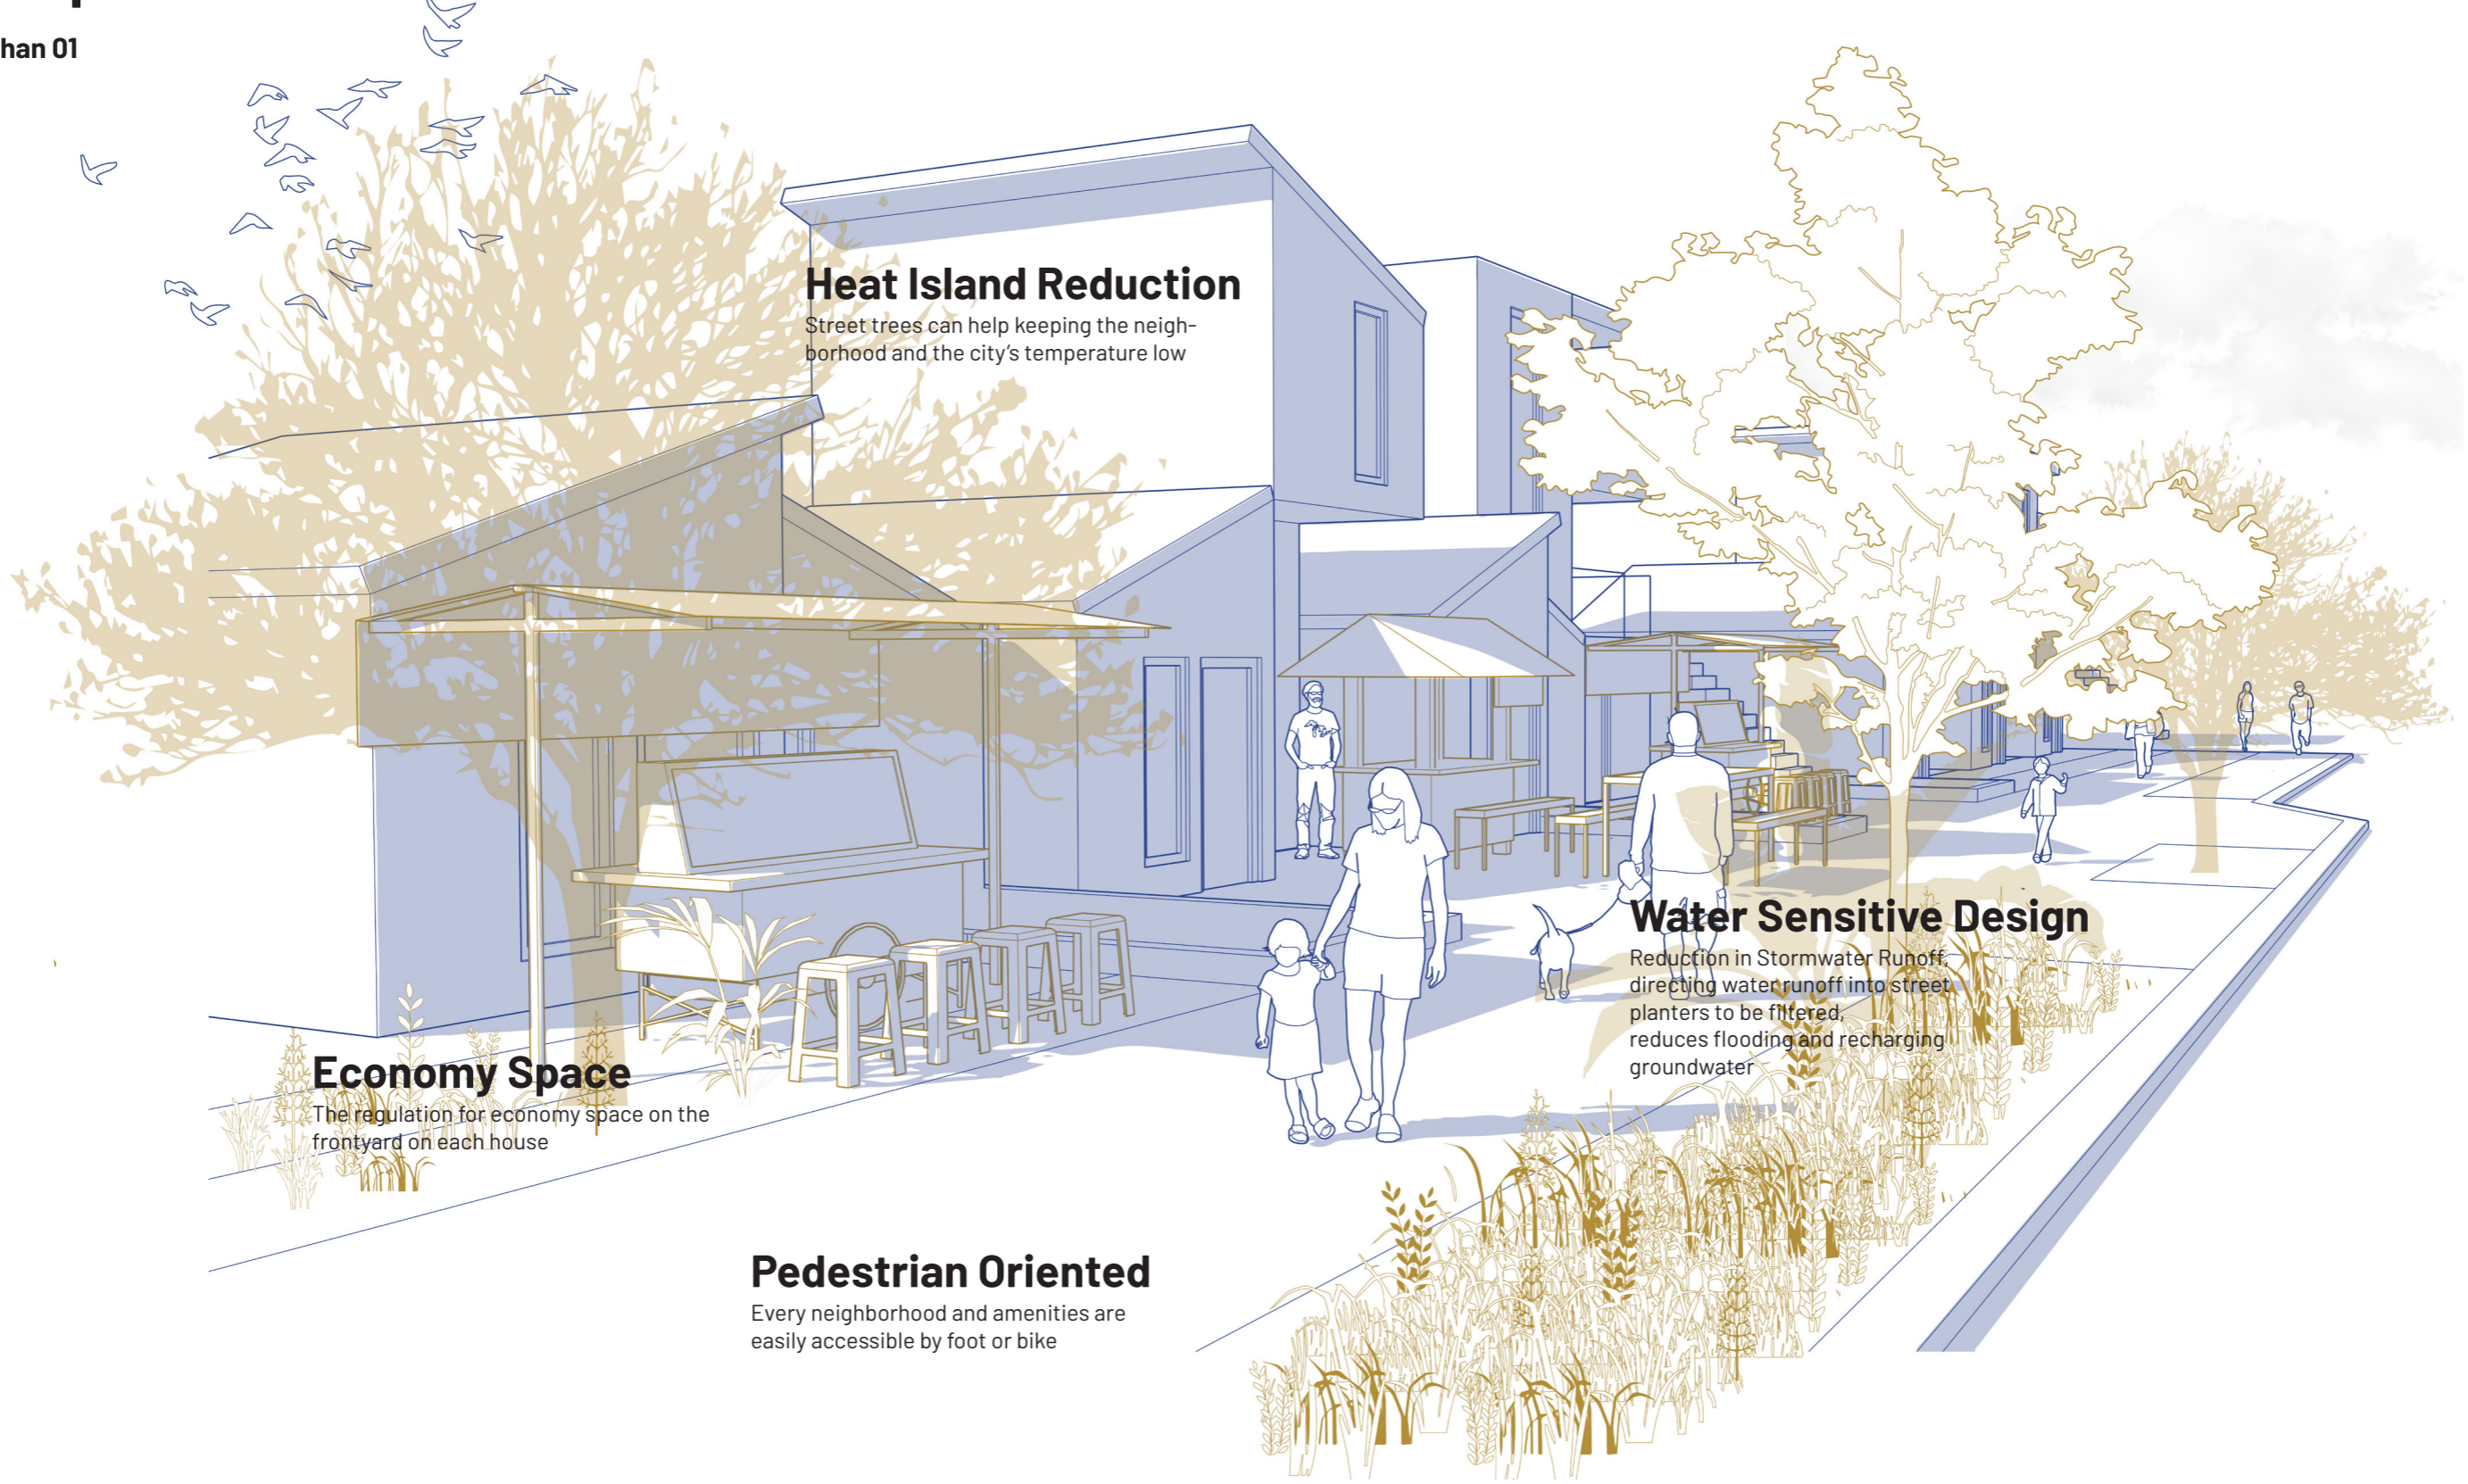 han 01
Heat Island Reduction
Street trees can help keeping the neigh-
borhood and the city's temperature low
Water Sensitive Design
Reduction in Stormwater Runoff,
directing water runoff into street
planters to be filtered,
reduces flooding and recharging
groundwater
Economy Space
The regulation for economy space on the
frontyard on each house
Pedestrian Oriented
Every neighborhood and amenities are
easily accessible by foot or bike